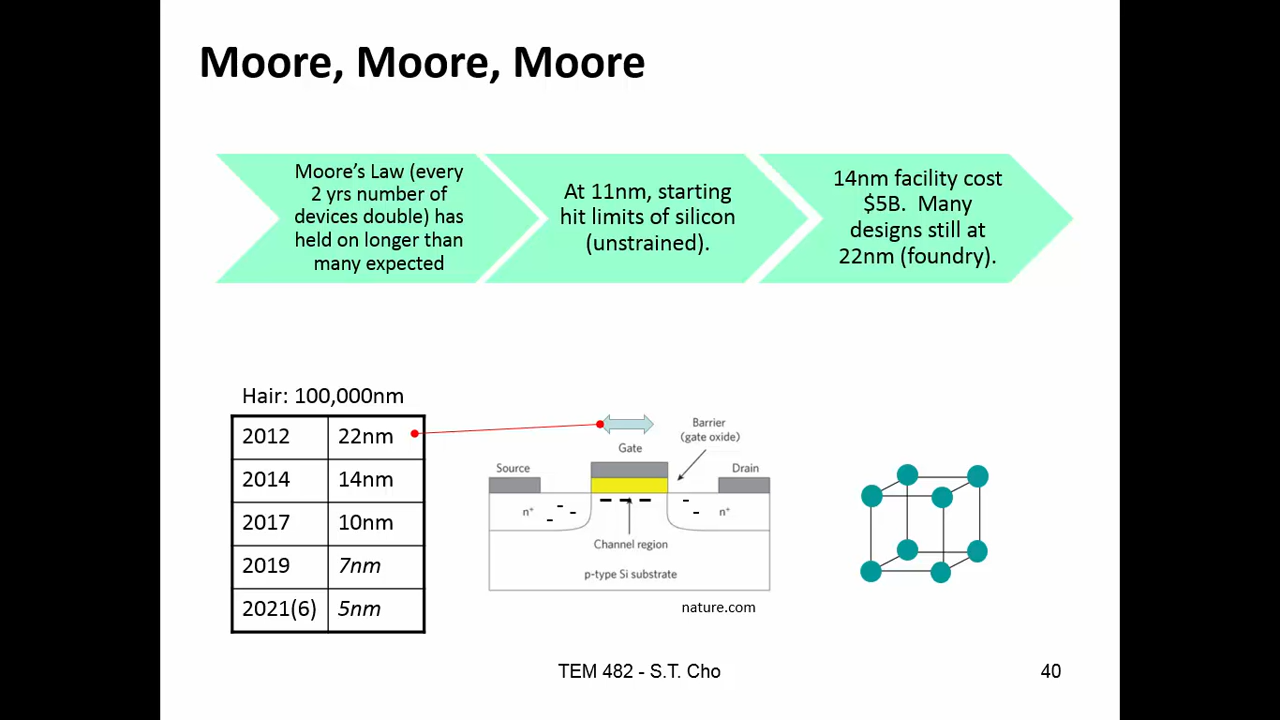 Moore, Moore, Moore
Moore’s Law (every
2 yrs number of
devices double) has
held on longer than
many expected
At 11nm, starting
hit limits of silicon
(unstrained).
14nm facility cost
$5B.  Many
designs still at
22nm (foundry).
Hair: 100,000nm
2012 22nm
2014 14nm
2017 10nm
2019 7nm
2021(6) 5nm
Barrier
(gate oxide)
Gate
Source
Drain
n⁺
n⁺
Channel region
p-type Si substrate
nature.com
TEM 482 - S.T. Cho
40